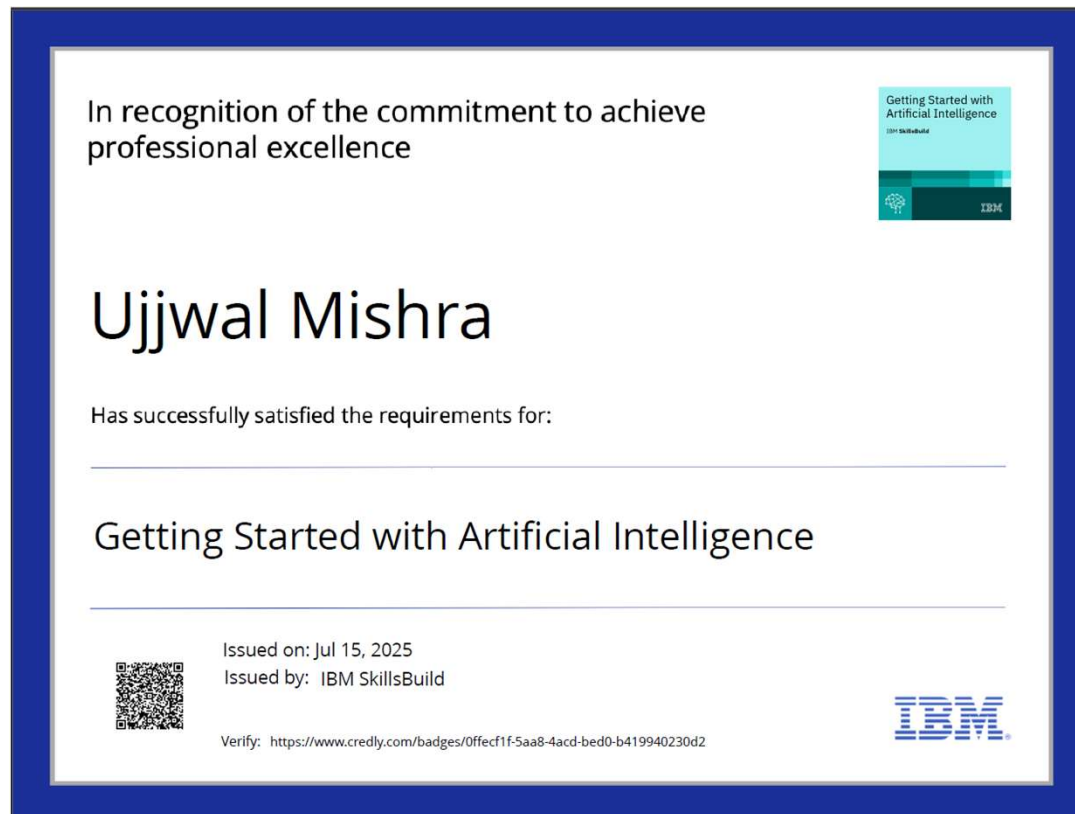 In recognition of the commitment to achieve
professional excellence
Getting Started with
Artificial Intelligence
IBM SkillsBuild
IBM
Ujjwal Mishra
Has successfully satisfied the requirements for:
Getting Started with Artificial Intelligence
Issued on: Jul 15, 2025
Issued by: IBM SkillsBuild
Verify: https://www.credly.com/badges/0ffecf1f-5aa8-4acd-bed0-b419940230d2
IBM